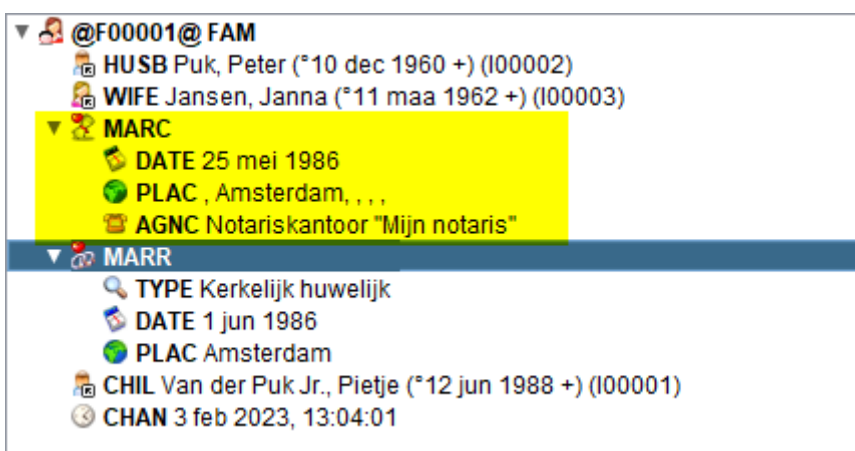 @F00001@ FAM
HUSB Puk, Peter (°10 dec 1960 +) (I00002)
WIFE Jansen, Janna (°11 maa 1962 +) (I00003)
MARC
DATE 25 mei 1986
PLAC , Amsterdam, , , ,
AGNC Notariskantoor "Mijn notaris"
MARR
TYPE Kerkelijk huwelijk
DATE 1 jun 1986
PLAC Amsterdam
CHIL Van der Puk Jr., Pietje (°12 jun 1988 +) (I00001)
CHAN 3 feb 2023, 13:04:01